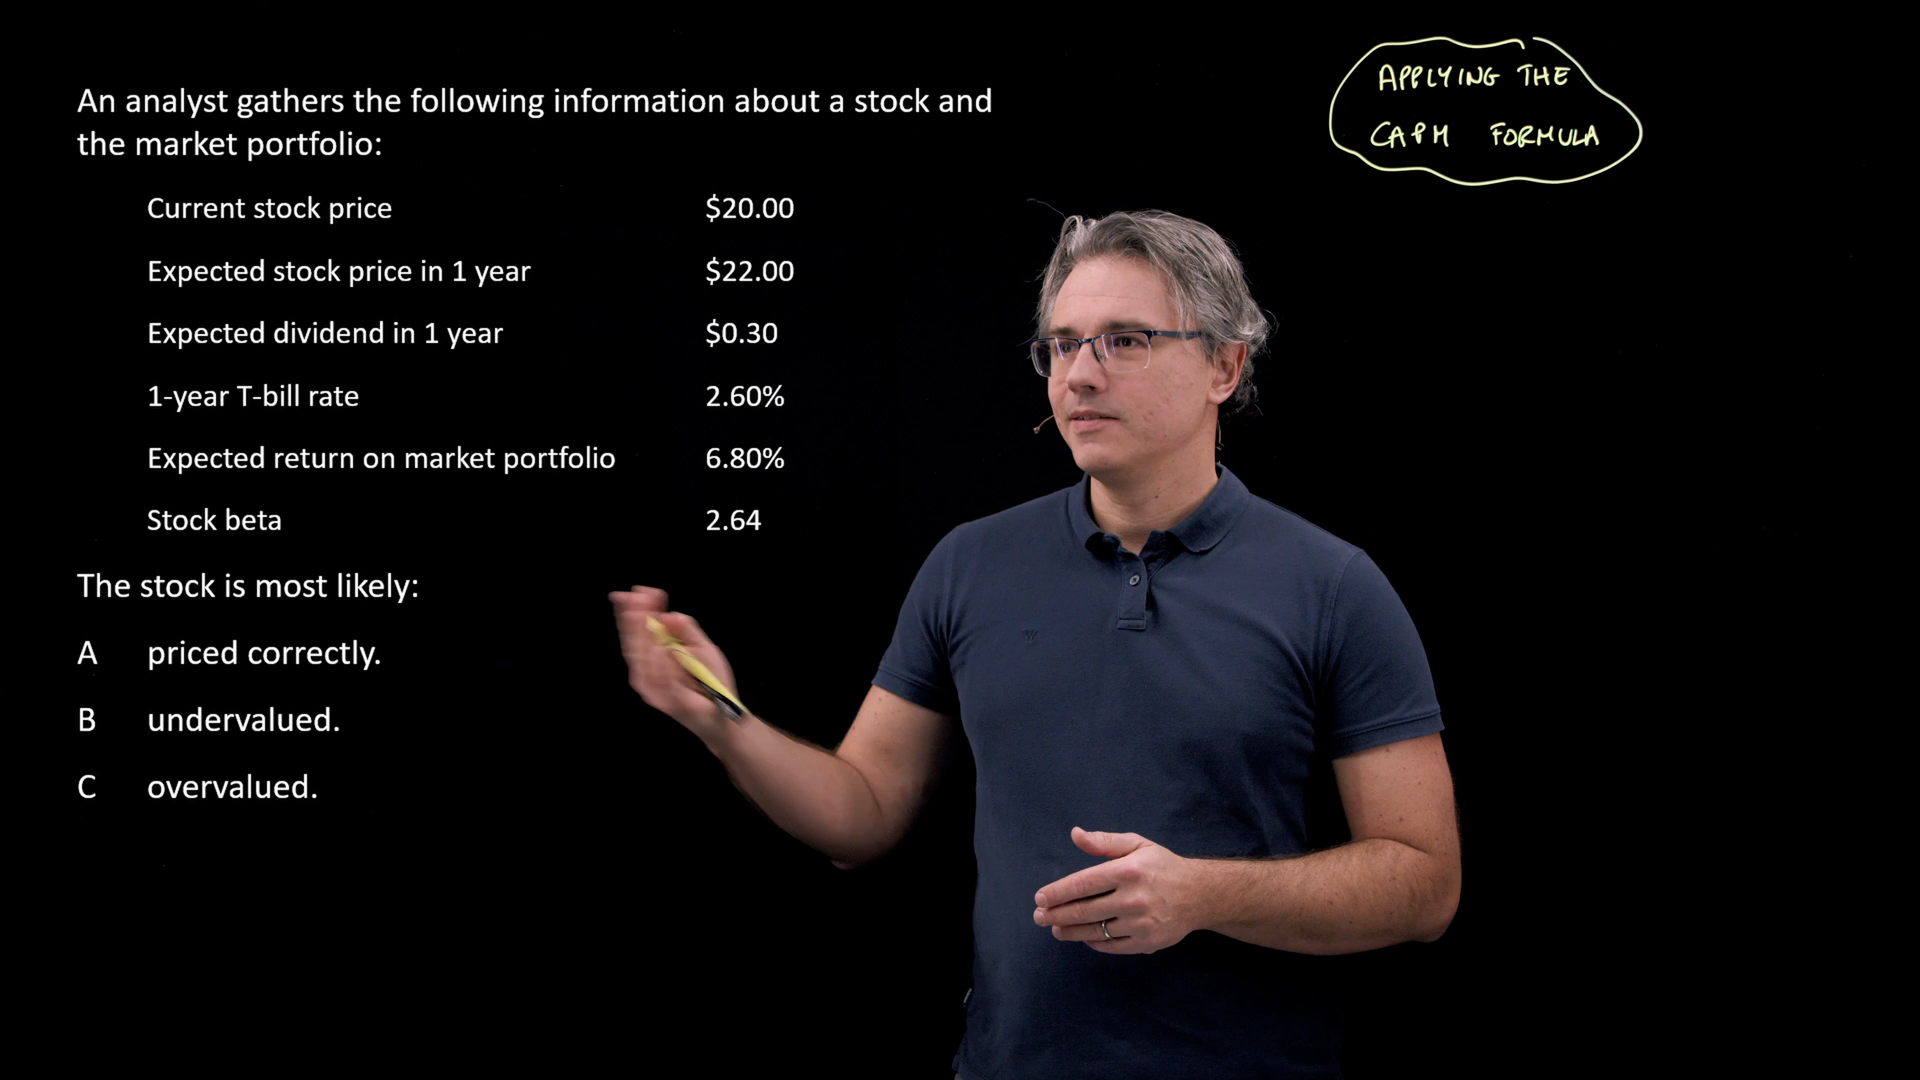 An analyst gathers the following information about a stock and
the market portfolio:
Current stock price $20.00
Expected stock price in 1 year $22.00
Expected dividend in 1 year $0.30
1-year T-bill rate 2.60%
Expected return on market portfolio 6.80%
Stock beta 2.64
The stock is most likely:
A priced correctly.
B undervalued.
C overvalued.
APPLYING THE
CAPM FORMULA